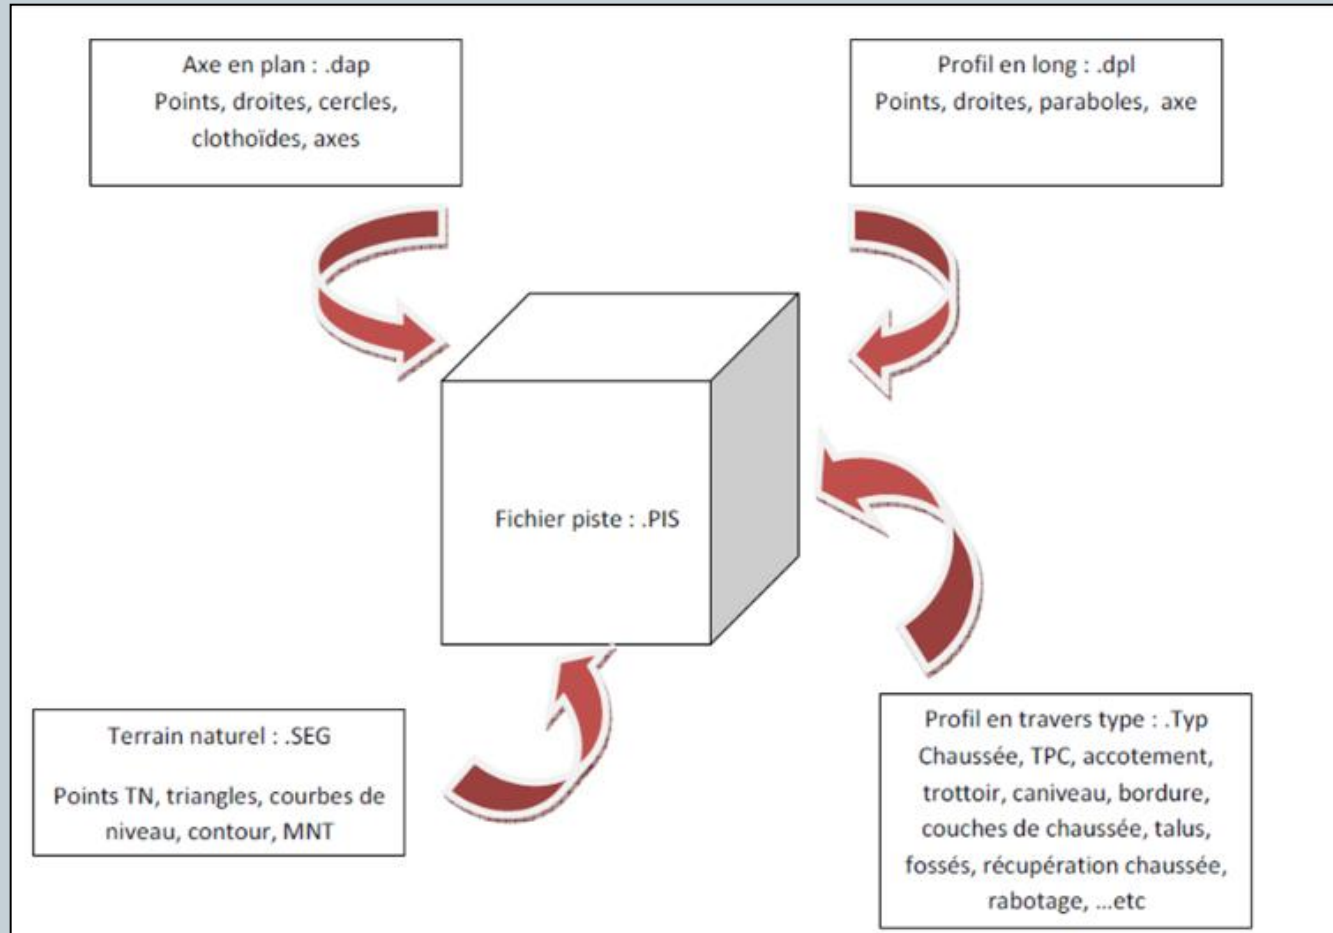 Axe en plan : .dap
Points, droites, cercles,
clothoïdes, axes
Profil en long : .dpl
Points, droites, paraboles, axe
Fichier piste : .PIS
Terrain naturel : .SEG
Points TN, triangles, courbes de
niveau, contour, MNT
Profil en travers type : .Typ
Chaussée, TPC, accotement,
trottoir, caniveau, bordure,
couches de chaussée, talus,
fossés, récupération chaussée,
rabotage, ...etc